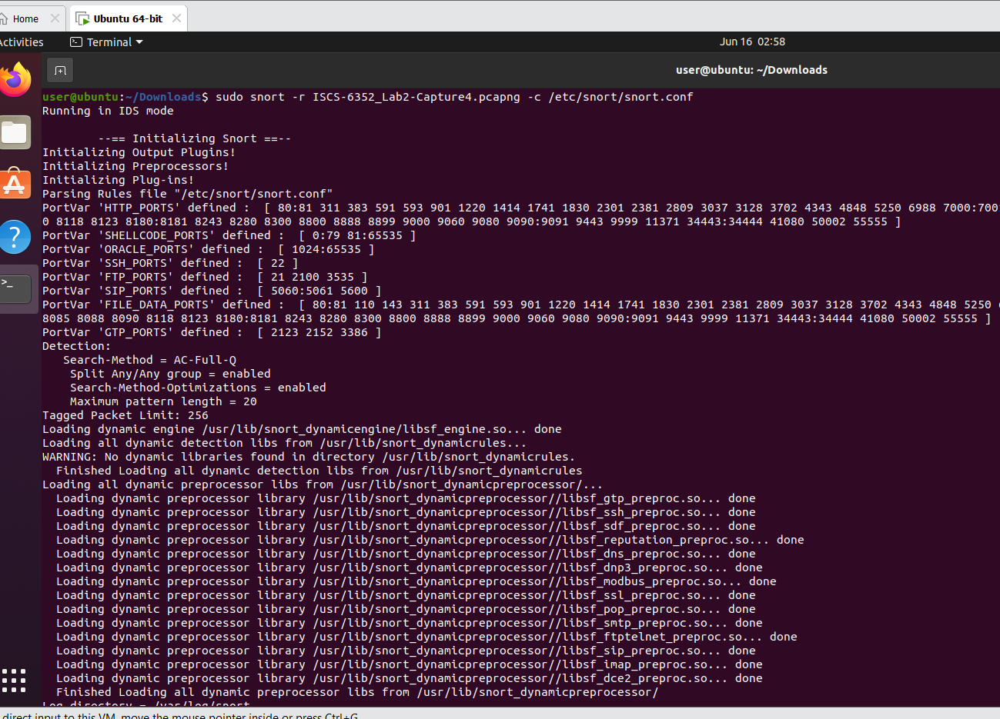 Home
Ubuntu 64-bit
Activities
Terminal
Jun 16 02:58
user@ubuntu: ~/Downloads
user@ubuntu:~/Downloads$ sudo snort -r ISCS-6352_Lab2-Capture4.pcapng -c /etc/snort/snort.conf
Running in IDS mode
--== Initializing Snort ==--
Initializing Output Plugins!
Initializing Preprocessors!
Initializing Plug-ins!
Parsing Rules file "/etc/snort/snort.conf"
PortVar 'HTTP_PORTS' defined :  [ 80:81 311 383 591 593 901 1220 1414 1741 1830 2301 2381 2809 3037 3128 3702 4343 4848 5250 6988 7000:700
0 8118 8123 8180:8181 8243 8280 8300 8800 8888 8899 9000 9060 9080 9090:9091 9443 9999 11371 34443:34444 41080 50002 55555 ]
PortVar 'SHELLCODE_PORTS' defined :  [ 0:79 81:65535 ]
PortVar 'ORACLE_PORTS' defined :  [ 1024:65535 ]
PortVar 'SSH_PORTS' defined :  [ 22 ]
PortVar 'FTP_PORTS' defined :  [ 21 2100 3535 ]
PortVar 'SIP_PORTS' defined :  [ 5060:5061 5600 ]
PortVar 'FILE_DATA_PORTS' defined :  [ 80:81 110 143 311 383 591 593 901 1220 1414 1741 1830 2301 2381 2809 3037 3128 3702 4343 4848 5250
8085 8088 8090 8118 8123 8180:8181 8243 8280 8300 8800 8888 8899 9000 9060 9080 9090:9091 9443 9999 11371 34443:34444 41080 50002 55555 ]
PortVar 'GTP_PORTS' defined :  [ 2123 2152 3386 ]
Detection:
Search-Method = AC-Full-Q
Split Any/Any group = enabled
Search-Method-Optimizations = enabled
Maximum pattern length = 20
Tagged Packet Limit: 256
Loading dynamic engine /usr/lib/snort_dynamicengine/libsf_engine.so... done
Loading all dynamic detection libs from /usr/lib/snort_dynamicrules...
WARNING: No dynamic libraries found in directory /usr/lib/snort_dynamicrules.
Finished Loading all dynamic detection libs from /usr/lib/snort_dynamicrules
Loading all dynamic preprocessor libs from /usr/lib/snort_dynamicpreprocessor/...
Loading dynamic preprocessor library /usr/lib/snort_dynamicpreprocessor//libsf_gtp_preproc.so... done
Loading dynamic preprocessor library /usr/lib/snort_dynamicpreprocessor//libsf_ssh_preproc.so... done
Loading dynamic preprocessor library /usr/lib/snort_dynamicpreprocessor//libsf_sdf_preproc.so... done
Loading dynamic preprocessor library /usr/lib/snort_dynamicpreprocessor//libsf_reputation_preproc.so... done
Loading dynamic preprocessor library /usr/lib/snort_dynamicpreprocessor//libsf_dns_preproc.so... done
Loading dynamic preprocessor library /usr/lib/snort_dynamicpreprocessor//libsf_dnp3_preproc.so... done
Loading dynamic preprocessor library /usr/lib/snort_dynamicpreprocessor//libsf_modbus_preproc.so... done
Loading dynamic preprocessor library /usr/lib/snort_dynamicpreprocessor//libsf_ssl_preproc.so... done
Loading dynamic preprocessor library /usr/lib/snort_dynamicpreprocessor//libsf_pop_preproc.so... done
Loading dynamic preprocessor library /usr/lib/snort_dynamicpreprocessor//libsf_smtp_preproc.so... done
Loading dynamic preprocessor library /usr/lib/snort_dynamicpreprocessor//libsf_ftptelnet_preproc.so... done
Loading dynamic preprocessor library /usr/lib/snort_dynamicpreprocessor//libsf_sip_preproc.so... done
Loading dynamic preprocessor library /usr/lib/snort_dynamicpreprocessor//libsf_imap_preproc.so... done
Loading dynamic preprocessor library /usr/lib/snort_dynamicpreprocessor//libsf_dce2_preproc.so... done
Finished Loading all dynamic preprocessor libs from /usr/lib/snort_dynamicpreprocessor/
Log directory = /var/log/snort
direct input to this VM, move the mouse pointer inside or press Ctrl+G.